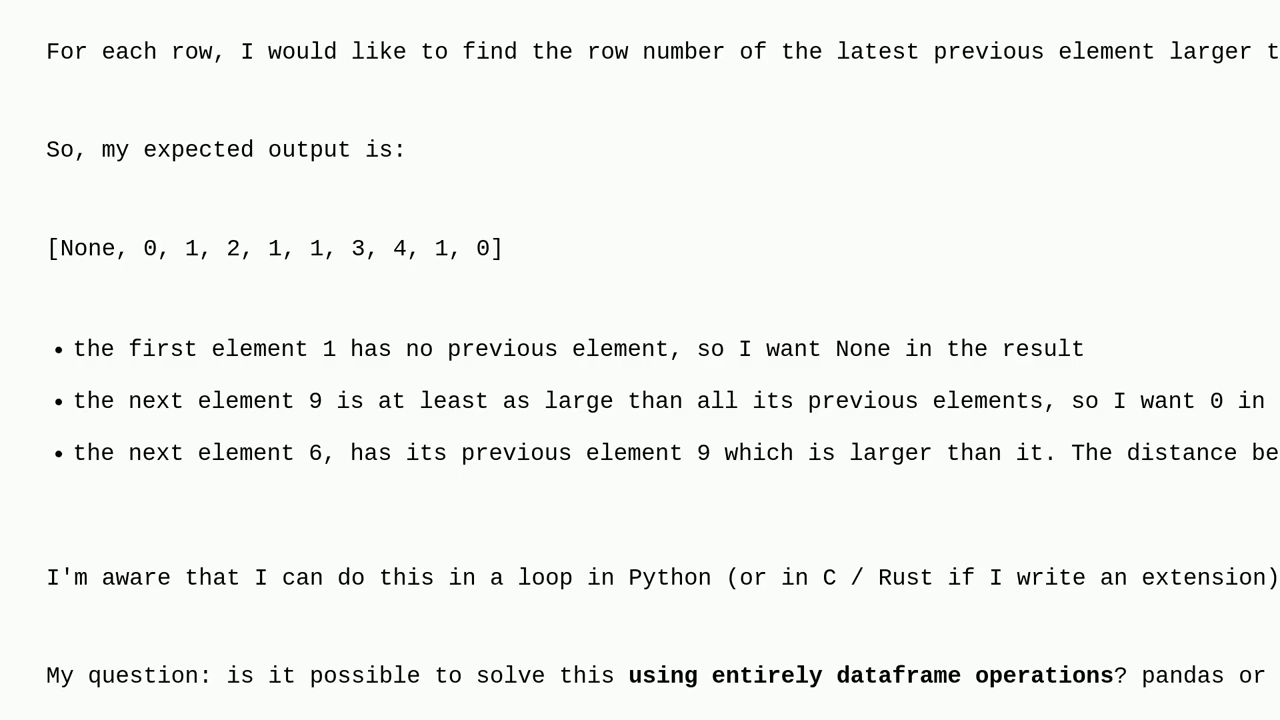 For each row, I would like to find the row number of the latest previous element larger
So, my expected output is:
[None, 0, 1, 2, 1, 1, 3, 4, 1, 0]
• the first element 1 has no previous element, so I want None in the result
• the next element 9 is at least as large than all its previous elements, so I want 0 in
• the next element 6, has its previous element 9 which is larger than it. The distance
I'm aware that I can do this in a loop in Python (or in C / Rust if I write an extension)
My question: is it possible to solve this using entirely dataframe operations? pandas or